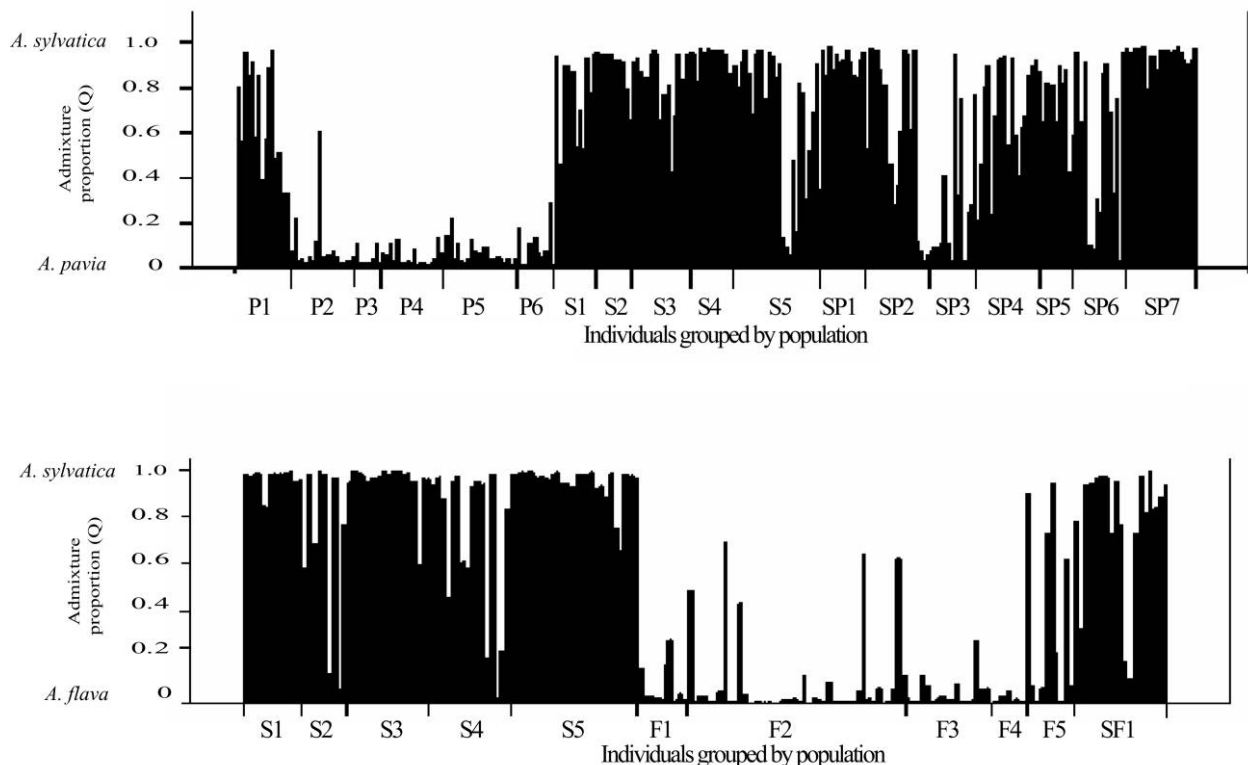 A. sylvatica 1.0
0.8
0.6
0.4
0.2
A. pavia 0
Admixture
proportion (Q)
P1 P2 P3 P4 P5 P6 S1 S2 S3 S4 S5 SP1 SP2 SP3 SP4 SP5 SP6 SP7
Individuals grouped by population
A. sylvatica 1.0
0.8
0.6
0.4
0.2
A. flava 0
Admixture
proportion (Q)
S1 S2 S3 S4 S5 F1 F2 F3 F4 F5 SF1
Individuals grouped by population